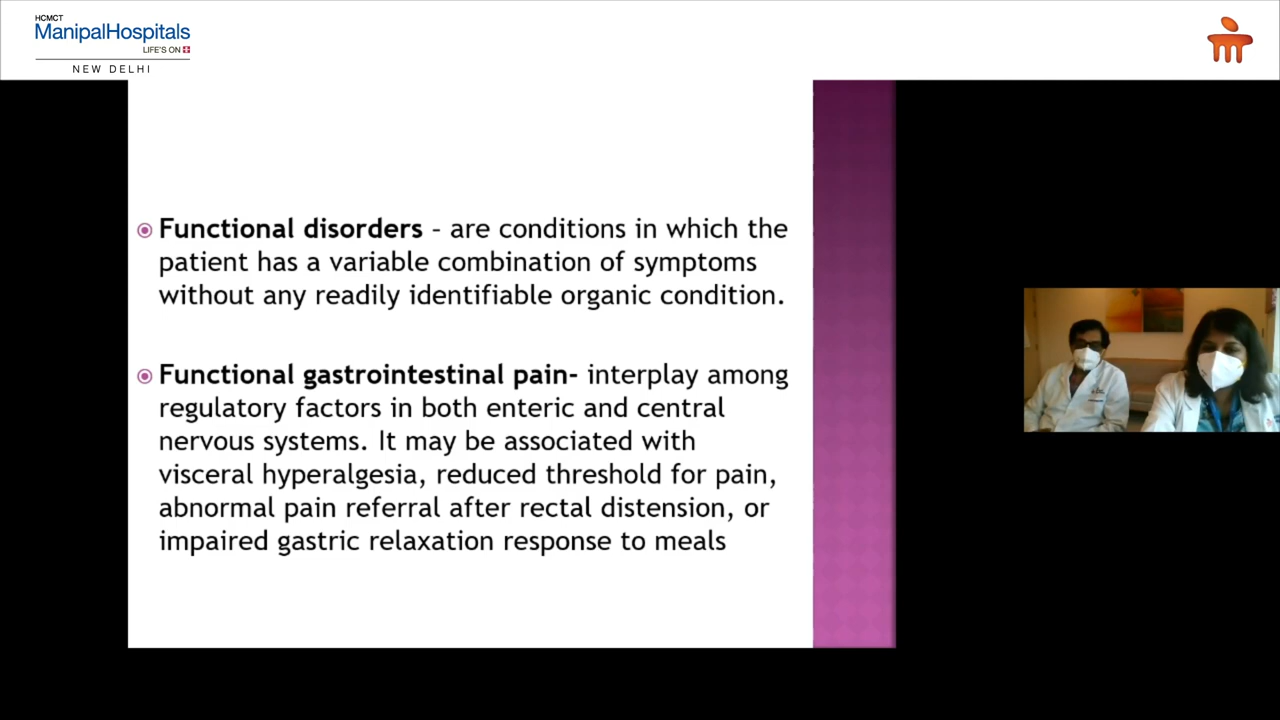 HCMCT
ManipalHospitals
LIFE'S ON
NEW DELHI
Functional disorders – are conditions in which the
patient has a variable combination of symptoms
without any readily identifiable organic condition.
Functional gastrointestinal pain- interplay among
regulatory factors in both enteric and central
nervous systems. It may be associated with
visceral hyperalgesia, reduced threshold for pain,
abnormal pain referral after rectal distension, or
impaired gastric relaxation response to meals